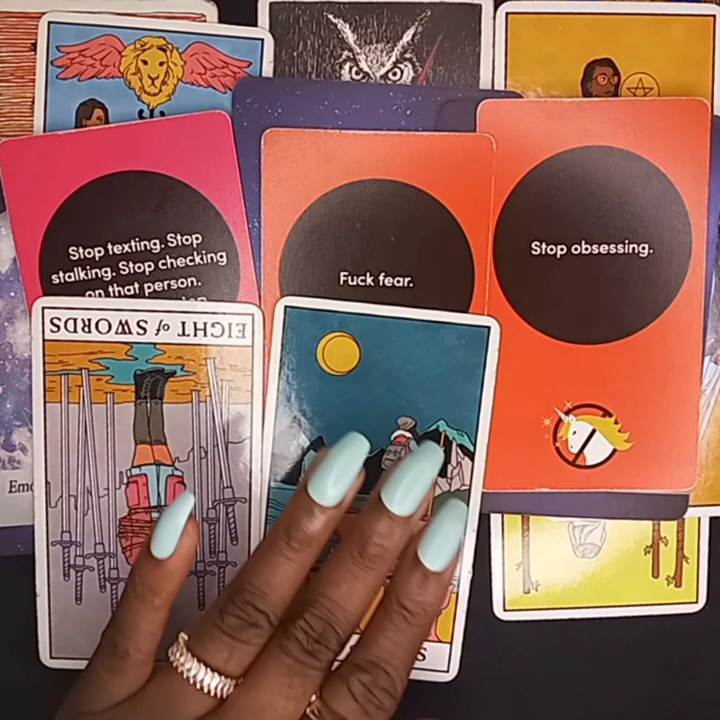 Stop texting. Stop
stalking. Stop checking
on that person.
Fuck fear.
Stop obsessing.
EIGHT of SWORDS